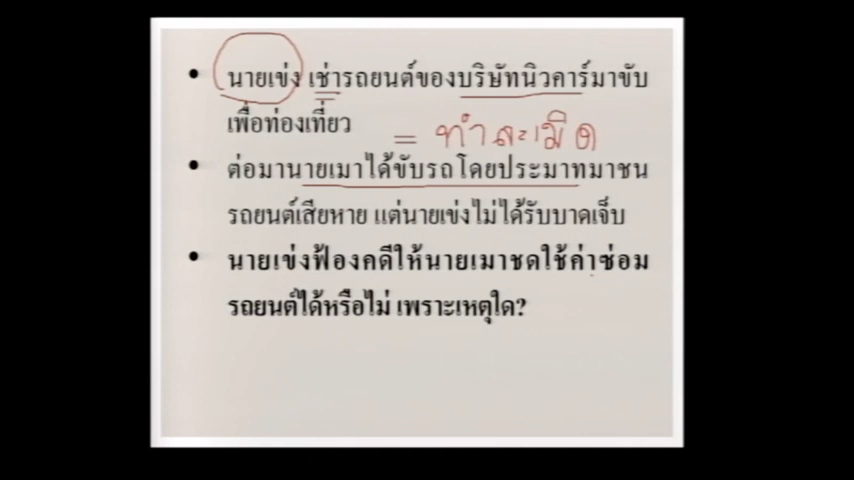 • นายเข่ง เช่ารถยนต์ของบริษัทนิวคาร์มาขับ
เพื่อท่องเที่ยว
= ทำละเมิด
• ต่อมานายเมาได้ขับรถโดยประมาทมาชน
รถยนต์เสียหาย แต่นายเข่งไม่ได้รับบาดเจ็บ
• นายเข่งฟ้องคดีให้นายเมาชดใช้ค่าซ่อม
รถยนต์ได้หรือไม่ เพราะเหตุใด?